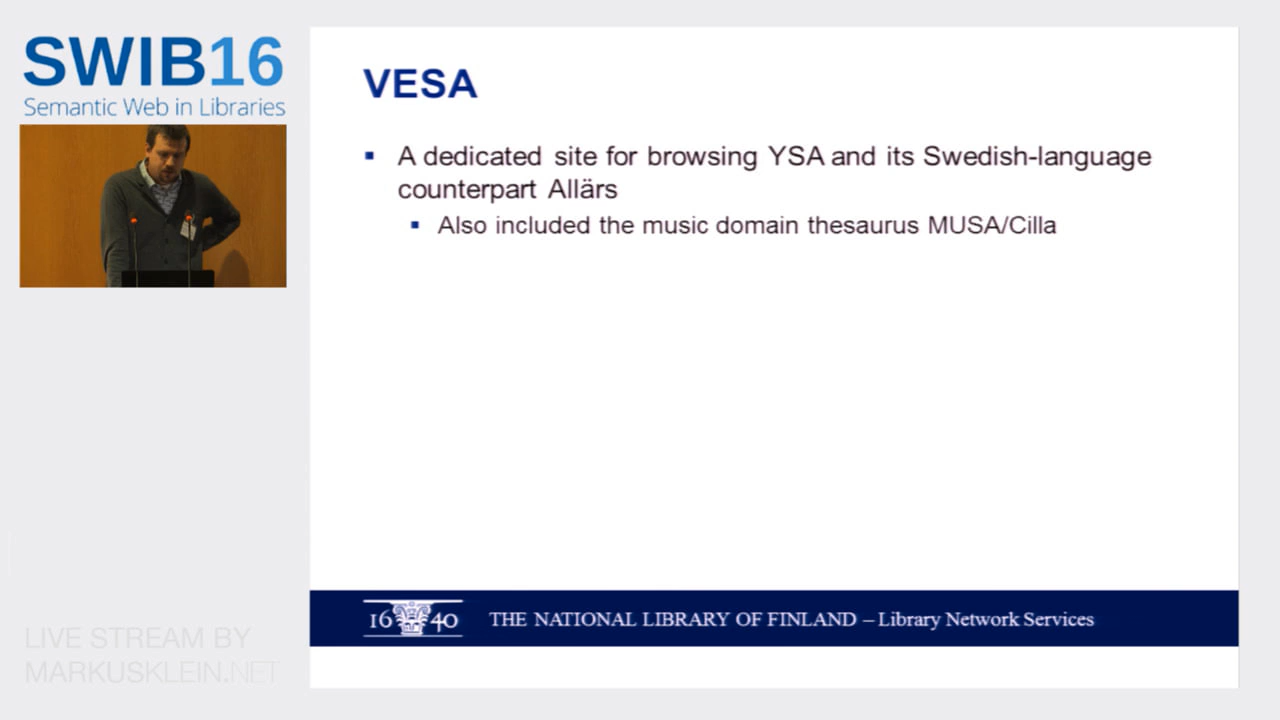 SWIB16
Semantic Web in Libraries
VESA
A dedicated site for browsing YSA and its Swedish-language
counterpart Allärs
Also included the music domain thesaurus MUSA/Cilla
1640 THE NATIONAL LIBRARY OF FINLAND – Library Network Services
LIVE STREAM BY
MARKUSKLEIN.NET